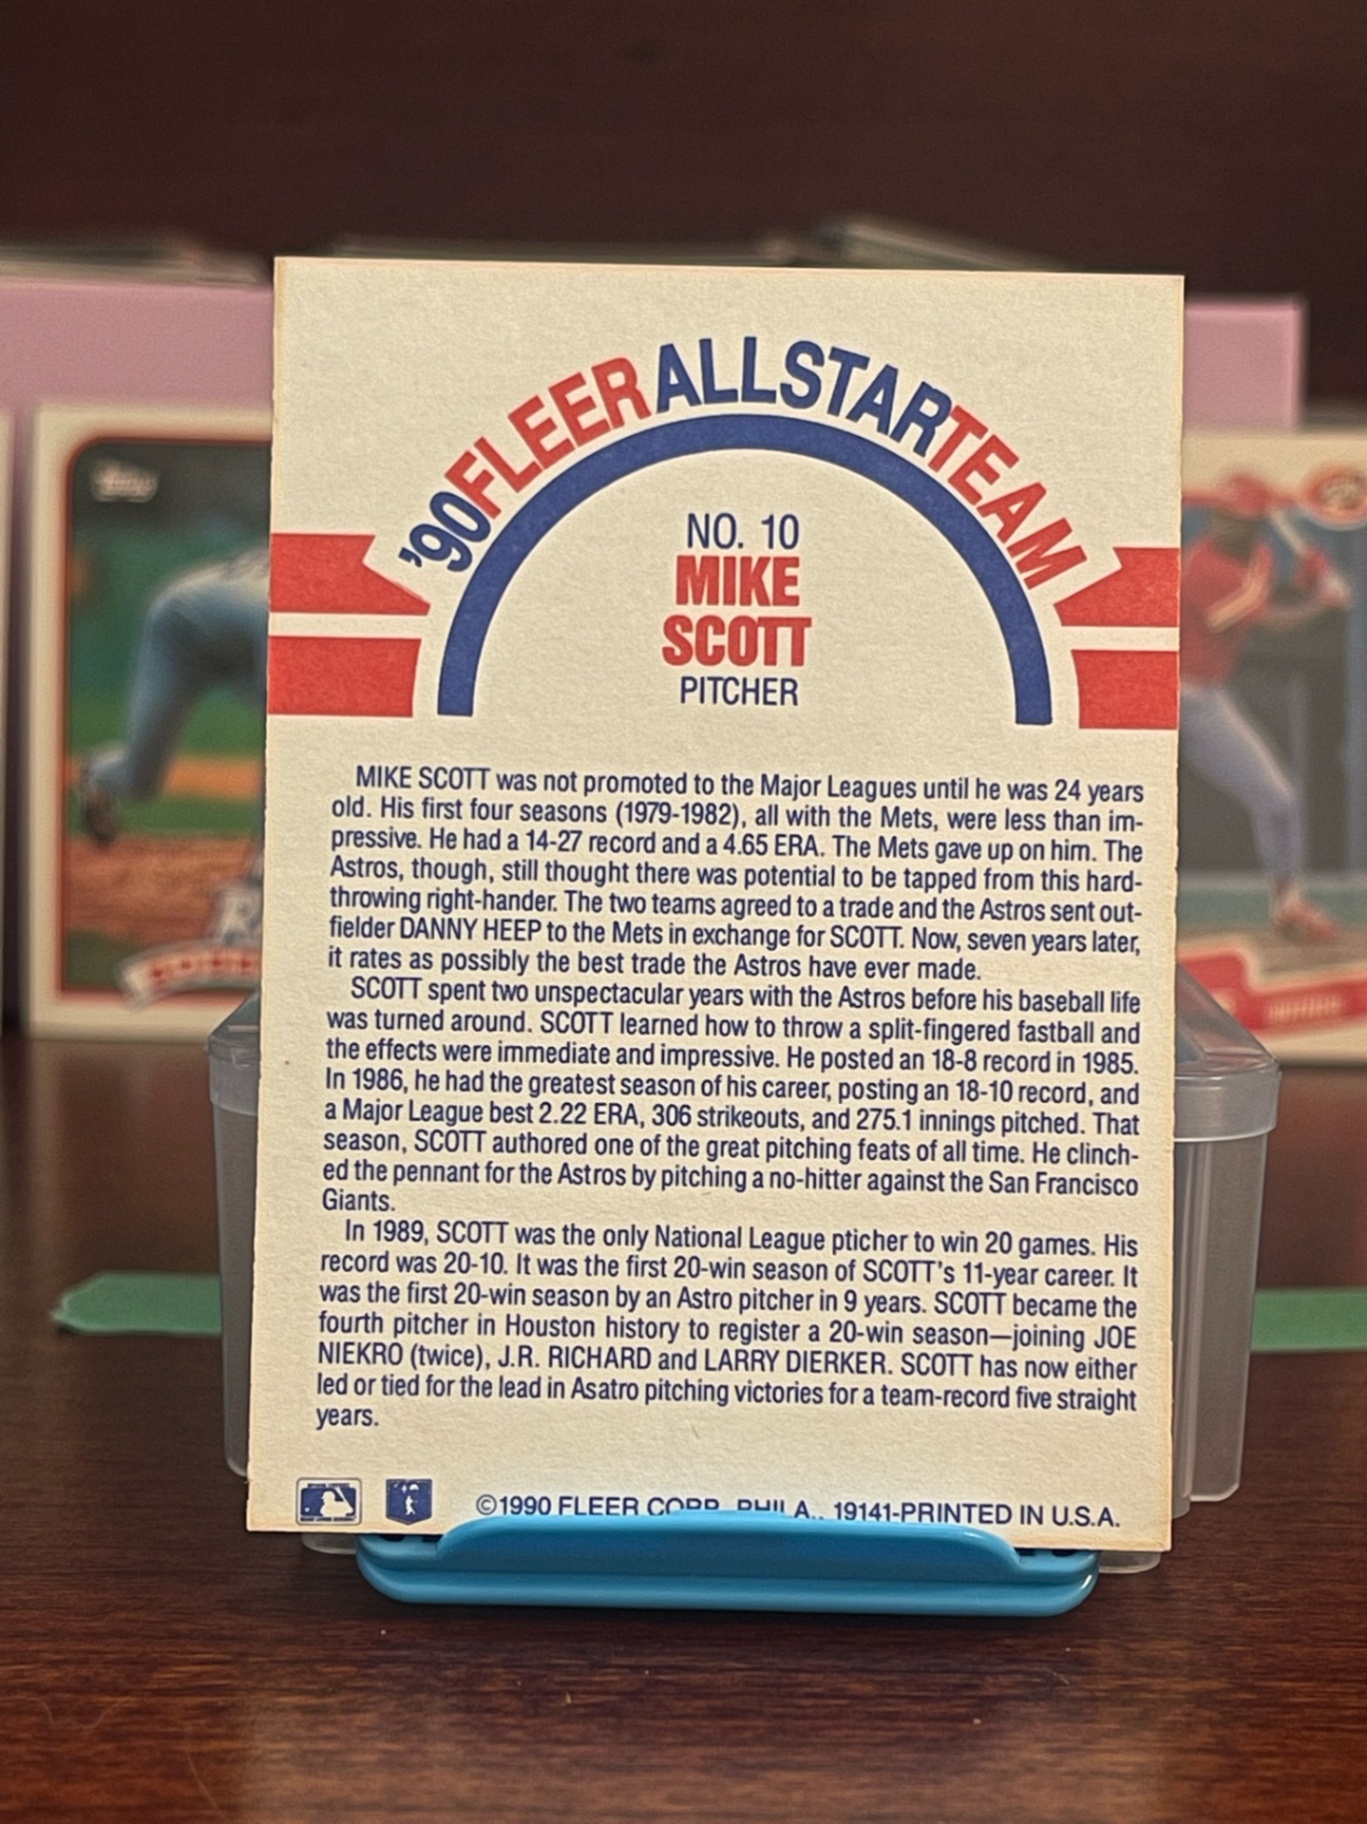 '90 FLEER ALL STAR TEAM
NO. 10
MIKE
SCOTT
PITCHER
MIKE SCOTT was not promoted to the Major Leagues until he was 24 years
old. His first four seasons (1979-1982), all with the Mets, were less than im-
pressive. He had a 14-27 record and a 4.65 ERA. The Mets gave up on him. The
Astros, though, still thought there was potential to be tapped from this hard-
throwing right-hander. The two teams agreed to a trade and the Astros sent out-
fielder DANNY HEEP to the Mets in exchange for SCOTT. Now, seven years later,
it rates as possibly the best trade the Astros have ever made.
SCOTT spent two unspectacular years with the Astros before his baseball life
was turned around. SCOTT learned how to throw a split-fingered fastball and
the effects were immediate and impressive. He posted an 18-8 record in 1985.
In 1986, he had the greatest season of his career, posting an 18-10 record, and
a Major League best 2.22 ERA, 306 strikeouts, and 275.1 innings pitched. That
season, SCOTT authored one of the great pitching feats of all time. He clinch-
ed the pennant for the Astros by pitching a no-hitter against the San Francisco
Giants.
In 1989, SCOTT was the only National League pticher to win 20 games. His
record was 20-10. It was the first 20-win season of SCOTT's 11-year career. It
was the first 20-win season by an Astro pitcher in 9 years. SCOTT became the
fourth pitcher in Houston history to register a 20-win season—joining JOE
NIEKRO (twice), J.R. RICHARD and LARRY DIERKER. SCOTT has now either
led or tied for the lead in Asatro pitching victories for a team-record five straight
years.
©1990 FLEER CORP. PHILA., 19141-PRINTED IN U.S.A.